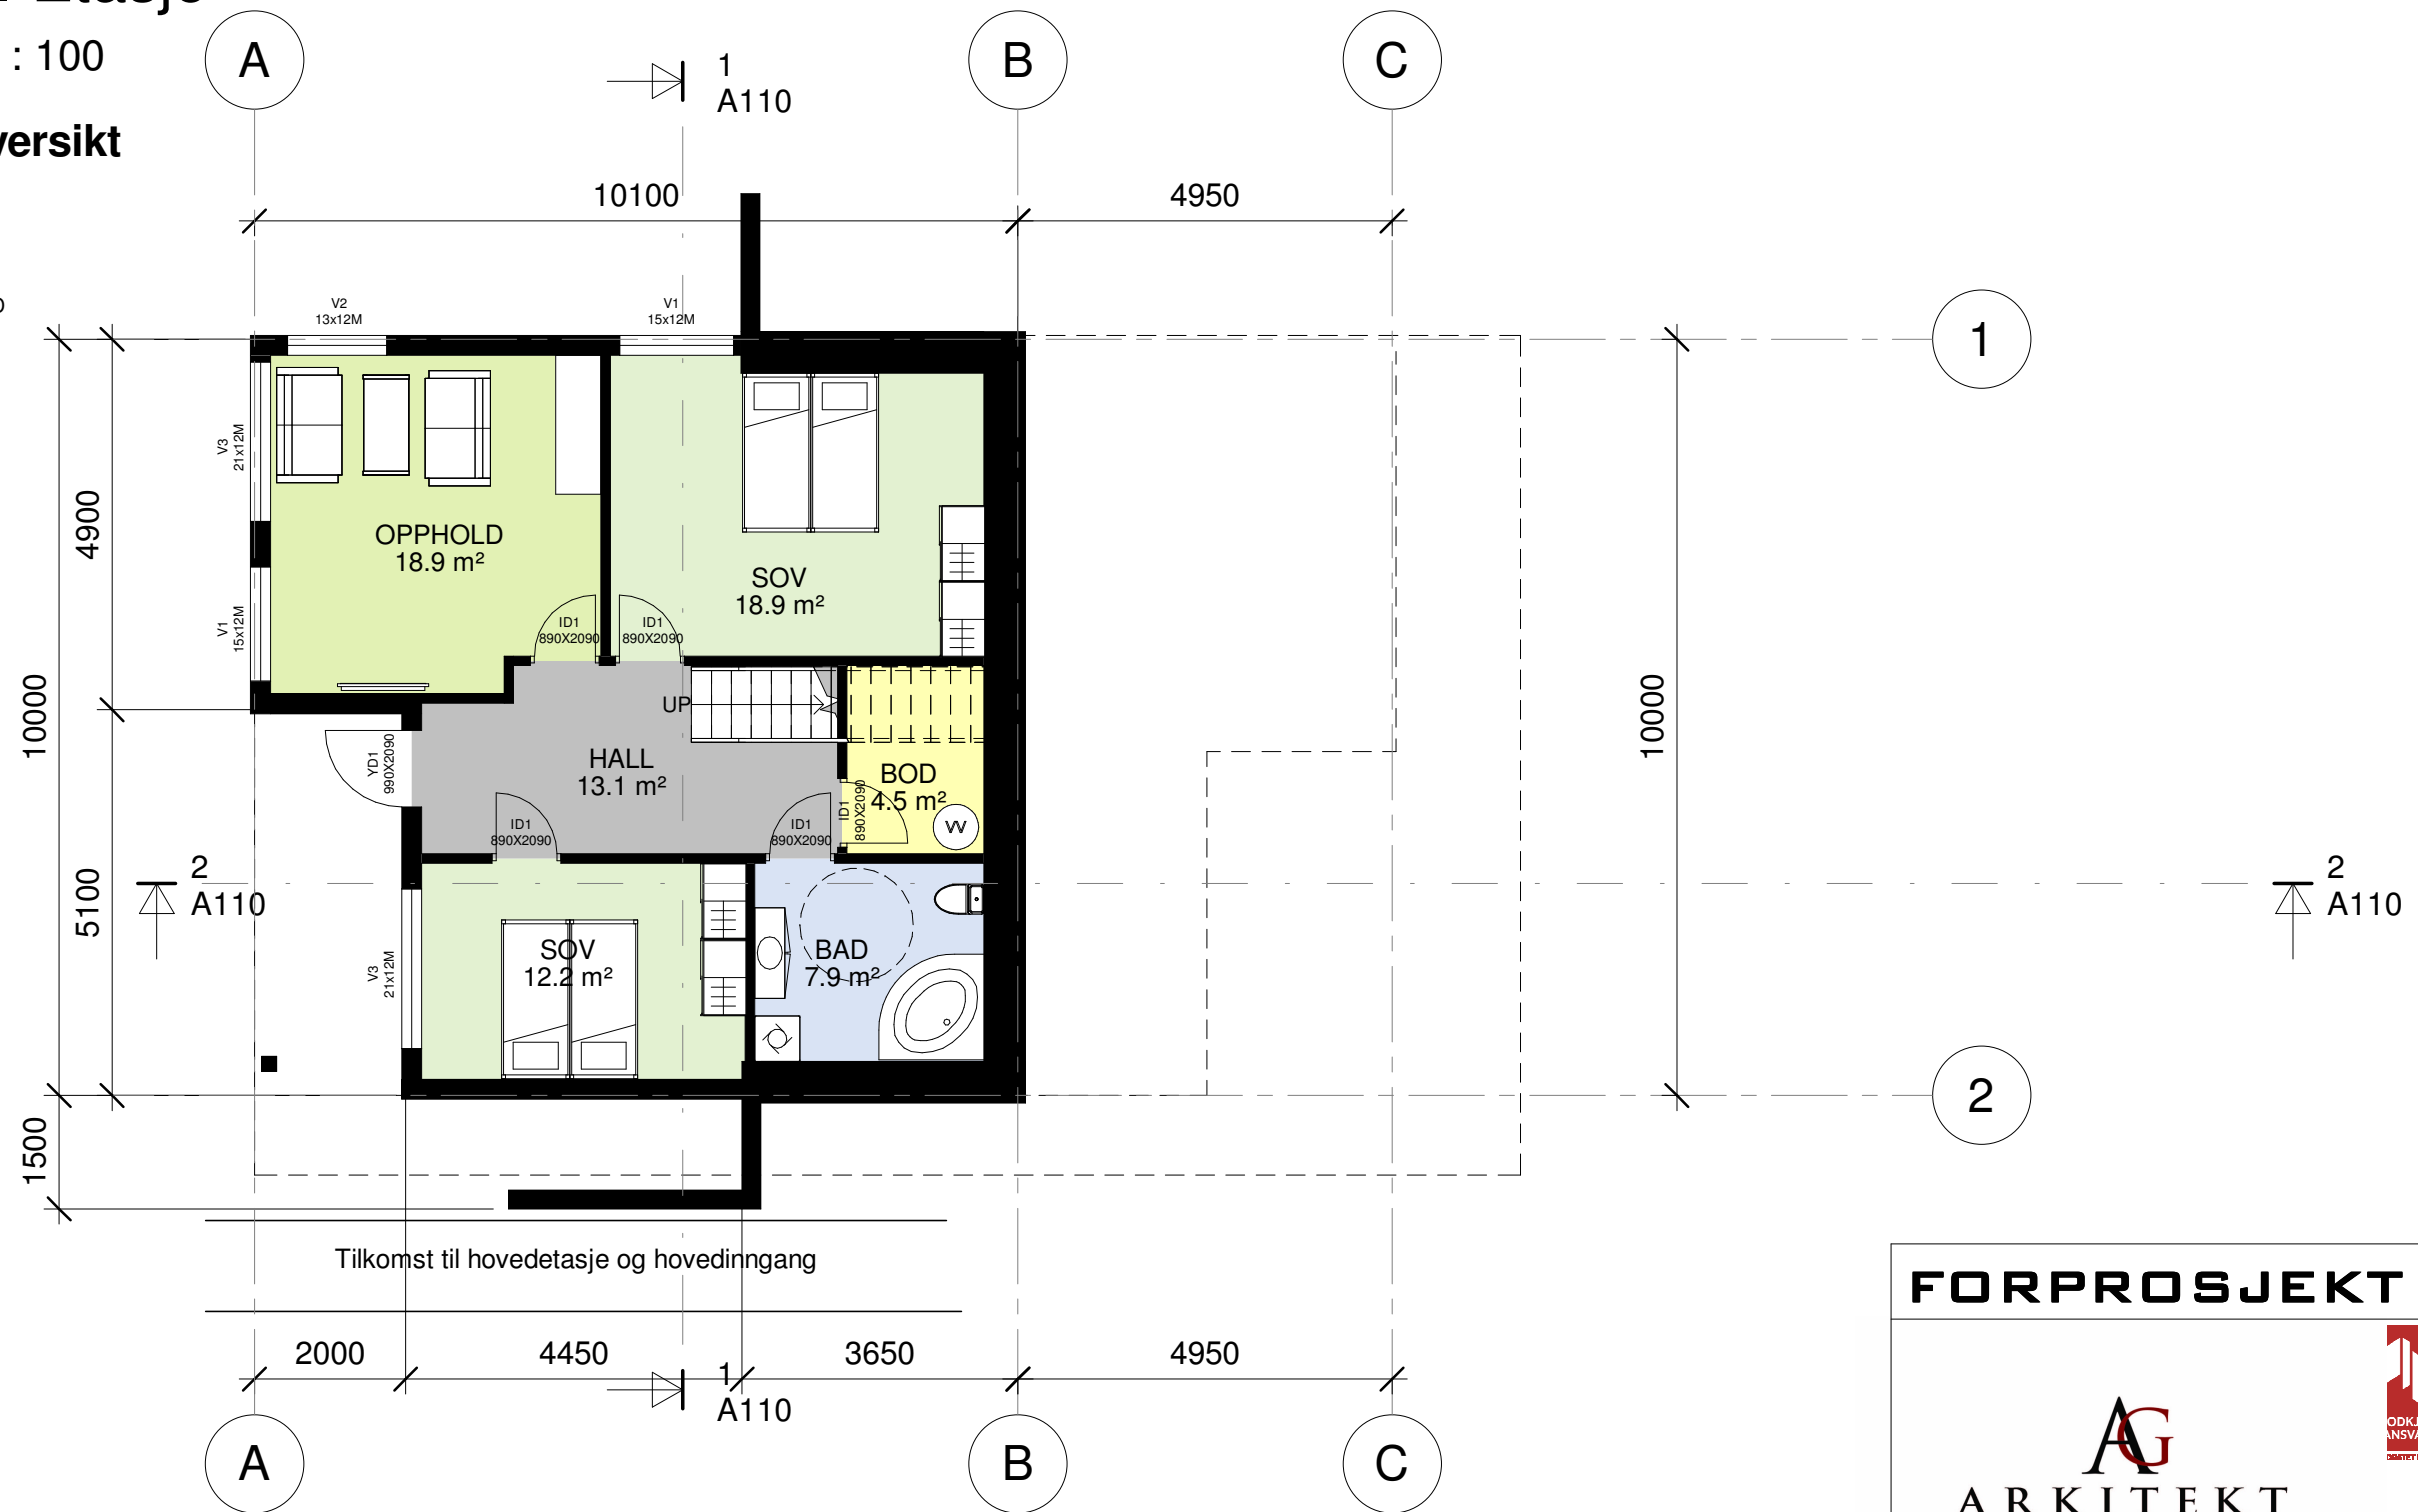 Etasje
: 100
versikt
A
B
C
1
A110
10100
4950
V2
13x12M
V1
15x12M
1
V3
21x12M
4900
OPPHOLD
18.9 m²
SOV
18.9 m²
V1
15x12M
ID1
890X2090
ID1
890X2090
10000
10000
UP
YD1
990X2090
HALL
13.1 m²
BOD
4.5 m²
ID1
890X2090
ID1
890X2090
ID1
890X2090
VV
2
A110
2
A110
5100
V3
21x12M
SOV
12.2 m²
BAD
7.9 m²
2
1500
Tilkomst til hovedetasje og hovedinngang
2000
4450
3650
4950
1
A110
A
B
C
FORPROSJEKT
AG
ARKITEKT